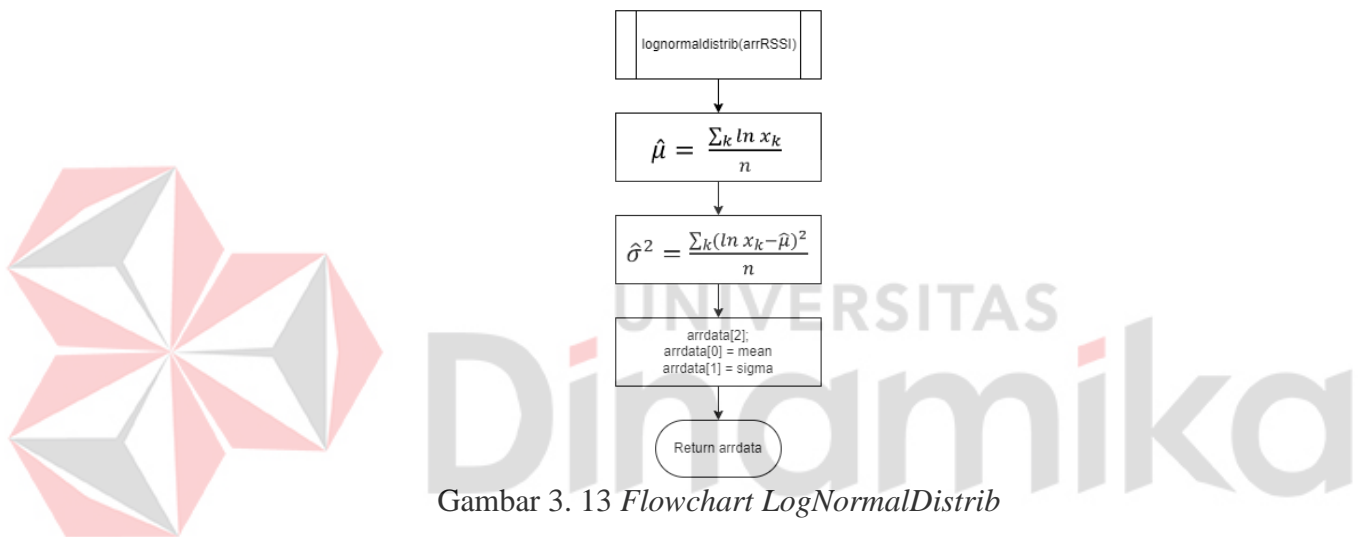 lognormaldistrib(arrRSSI)
μ̂ = ∑ₖ ln xₖ / n
σ̂² = ∑ₖ(ln xₖ−μ̂)² / n
arrdata[2];
arrdata[0] = mean
arrdata[1] = sigma
Return arrdata
UNIVERSITAS
Dinamika
Gambar 3. 13 Flowchart LogNormalDistrib